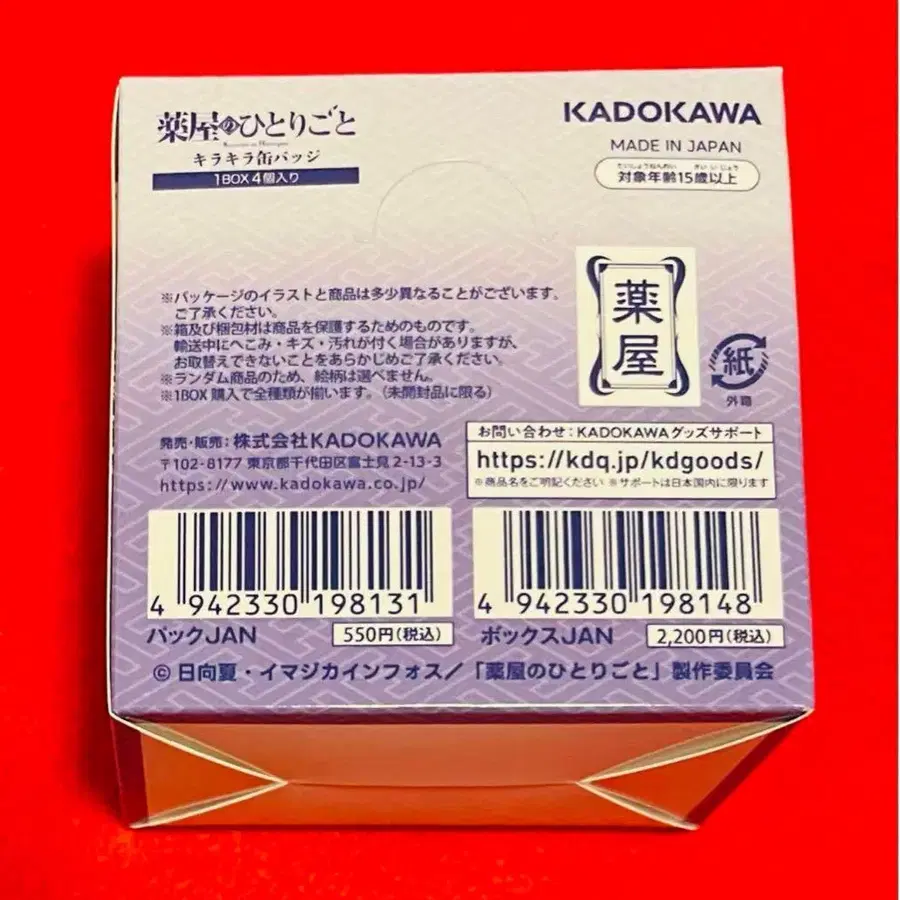 薬屋のひとりごと
キラキラ缶バッジ
1BOX 4個入り
KADOKAWA
MADE IN JAPAN
たいしょうねんれい さいいじょう
対象年齢15歳以上
※パッケージのイラストと商品は多少異なることがございます。
ご了承ください。
※箱及び梱包材は商品を保護するためのものです。
輸送中にへこみ・キズ・汚れが付く場合がありますが、
お取替えできないことをあらかじめご了承ください。
※ランダム商品のため、絵柄は選べません。
※1BOX購入で全種類が揃います。（未開封品に限る）
薬屋
紙
外箱
発売・販売：株式会社KADOKAWA
〒102-8177 東京都千代田区富士見2-13-3
https://www.kadokawa.co.jp/
お問い合わせ：KADOKAWAグッズサポート
https://kdq.jp/kdgoods/
※商品名をご明記ください ※サポートは日本国内に限ります
4 942330 198131
パックJAN 550円(税込)
4 942330 198148
ボックスJAN 2,200円(税込)
© 日向夏・イマジカインフォス／「薬屋のひとりごと」製作委員会